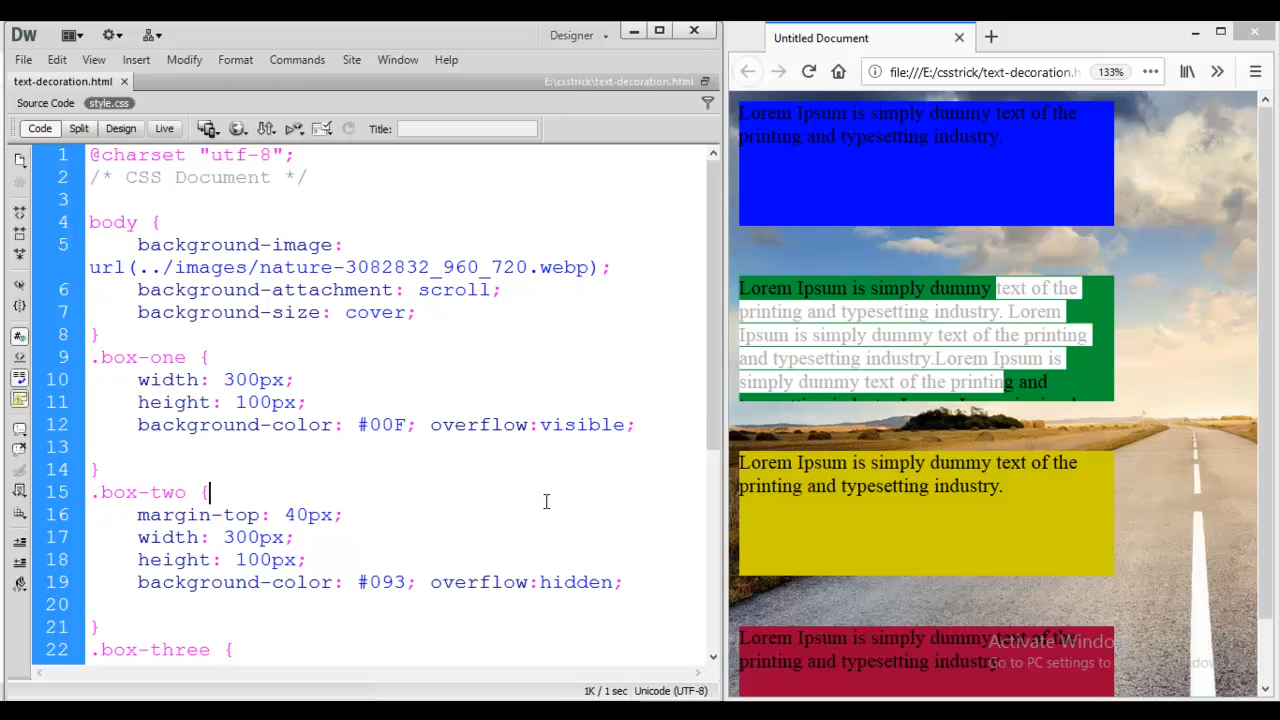 Dw
Designer
File Edit View Insert Modify Format Commands Site Window Help
text-decoration.html
E:\csstrick\text-decoration.html
Source Code style.css
Code Split Design Live Title:
1 @charset "utf-8";
2 /* CSS Document */
3
4 body {
5 background-image:
url(../images/nature-3082832_960_720.webp);
6 background-attachment: scroll;
7 background-size: cover;
8 }
9 .box-one {
10 width: 300px;
11 height: 100px;
12 background-color: #00F; overflow:visible;
13
14 }
15 .box-two {
16 margin-top: 40px;
17 width: 300px;
18 height: 100px;
19 background-color: #093; overflow:hidden;
20
21 }
22 .box-three {
1K / 1 sec Unicode (UTF-8)
Untitled Document
file:///E:/csstrick/text-decoration.h
133%
Lorem Ipsum is simply dummy text of the
printing and typesetting industry.
Lorem Ipsum is simply dummy text of the
printing and typesetting industry. Lorem
Ipsum is simply dummy text of the printing
and typesetting industry.Lorem Ipsum is
simply dummy text of the printing and
Lorem Ipsum is simply dummy text of the
printing and typesetting industry.
Lorem Ipsum is simply dummy text of the
printing and typesetting industry.
Activate Windo
Go to PC settings to